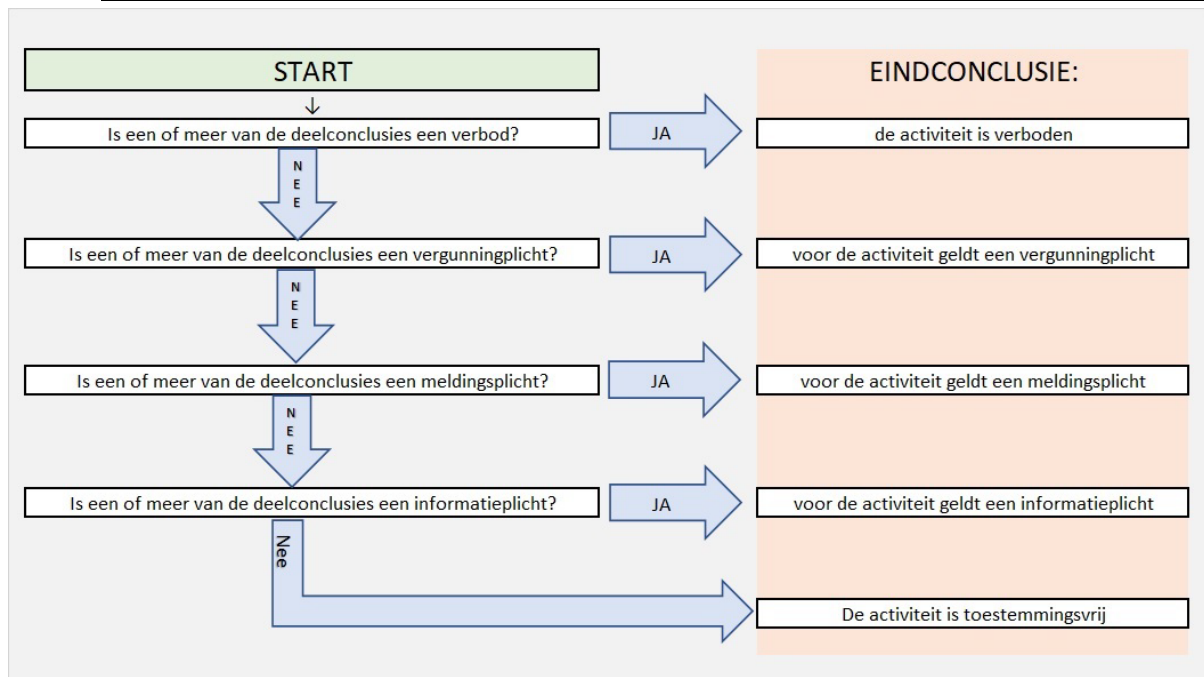 START
EINDCONCLUSIE:
↓
Is een of meer van de deelconclusies een verbod?
JA
de activiteit is verboden
N
E
E
Is een of meer van de deelconclusies een vergunningplicht?
JA
voor de activiteit geldt een vergunningplicht
N
E
E
Is een of meer van de deelconclusies een meldingsplicht?
JA
voor de activiteit geldt een meldingsplicht
N
E
E
Is een of meer van de deelconclusies een informatieplicht?
JA
voor de activiteit geldt een informatieplicht
Nee
De activiteit is toestemmingsvrij